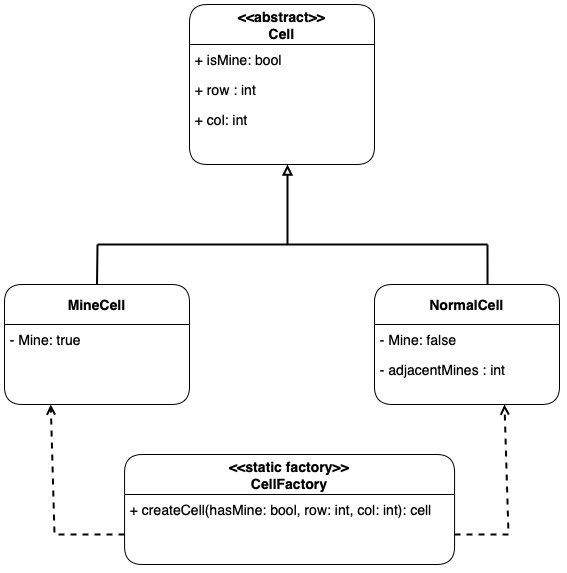 <<abstract>>
Cell
+ isMine: bool
+ row : int
+ col: int
MineCell
- Mine: true
NormalCell
- Mine: false
- adjacentMines : int
<<static factory>>
CellFactory
+ createCell(hasMine: bool, row: int, col: int): cell